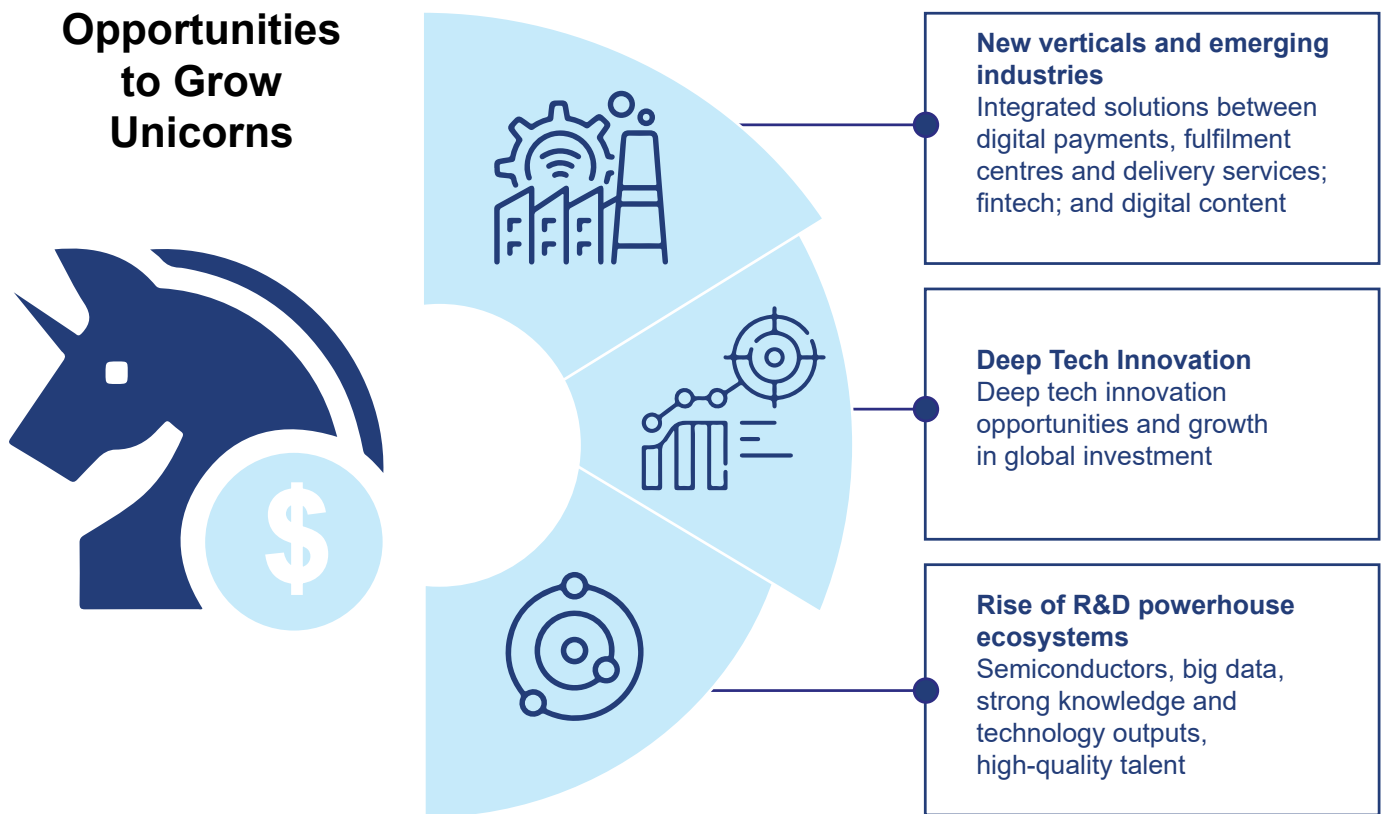 Opportunities
to Grow
Unicorns
$
New verticals and emerging
industries
Integrated solutions between
digital payments, fulfilment
centres and delivery services;
fintech; and digital content
Deep Tech Innovation
Deep tech innovation
opportunities and growth
in global investment
Rise of R&D powerhouse
ecosystems
Semiconductors, big data,
strong knowledge and
technology outputs,
high-quality talent